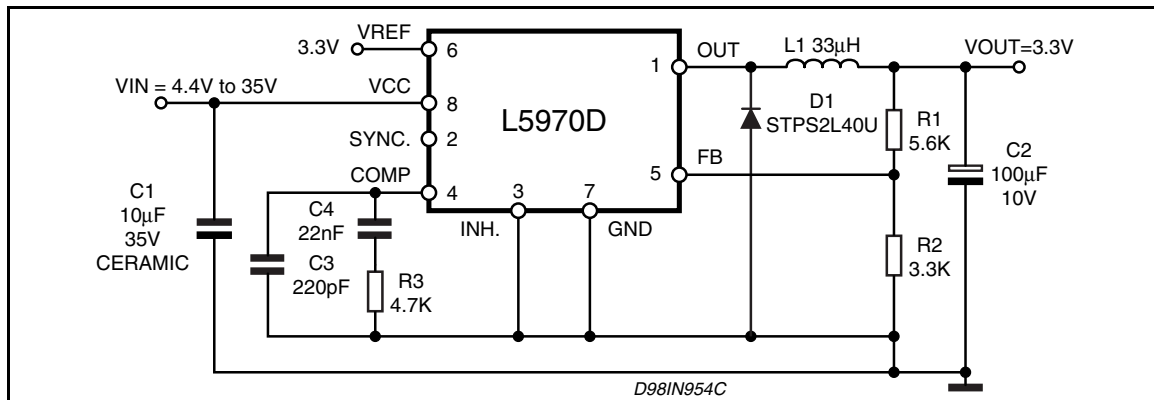 VREF
3.3V
6
VIN = 4.4V to 35V
VCC
8
SYNC.
2
COMP
4
L5970D
3
INH.
7
GND
1
OUT
L1 33µH
VOUT=3.3V
D1
STPS2L40U
5
FB
R1
5.6K
C2
100µF
10V
R2
3.3K
C1
10µF
35V
CERAMIC
C4
22nF
C3
220pF
R3
4.7K
D98IN954C